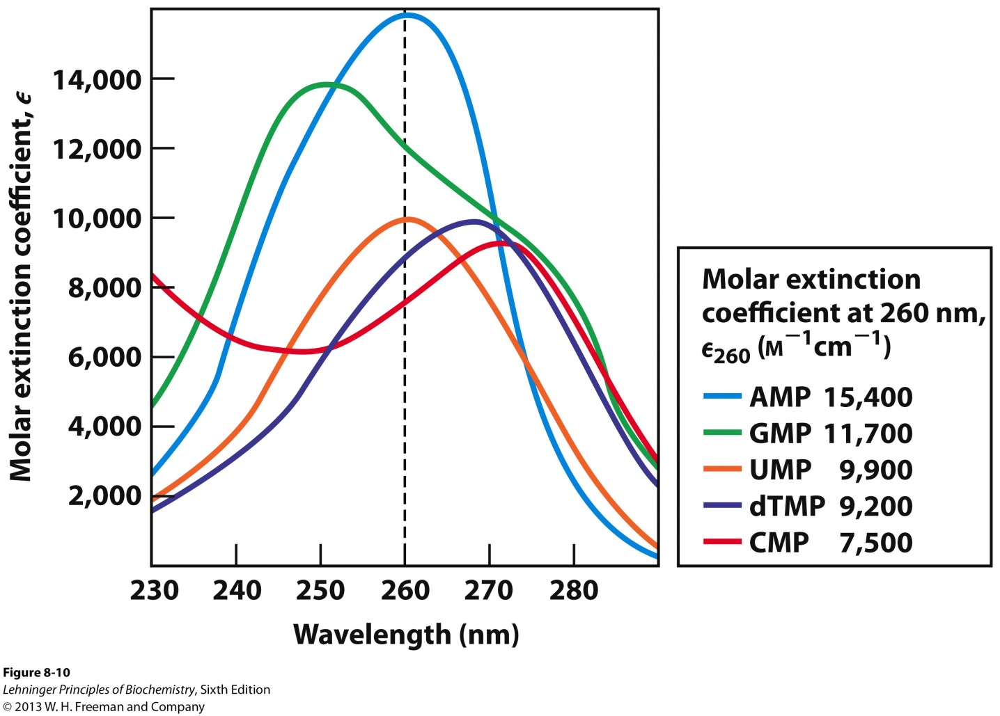 Molar extinction coefficient, ϵ
14,000
12,000
10,000
8,000
6,000
4,000
2,000
230 240 250 260 270 280
Wavelength (nm)
Molar extinction
coefficient at 260 nm,
ϵ260 (M−1cm−1)
AMP 15,400
GMP 11,700
UMP 9,900
dTMP 9,200
CMP 7,500
Figure 8-10
Lehninger Principles of Biochemistry, Sixth Edition
© 2013 W. H. Freeman and Company